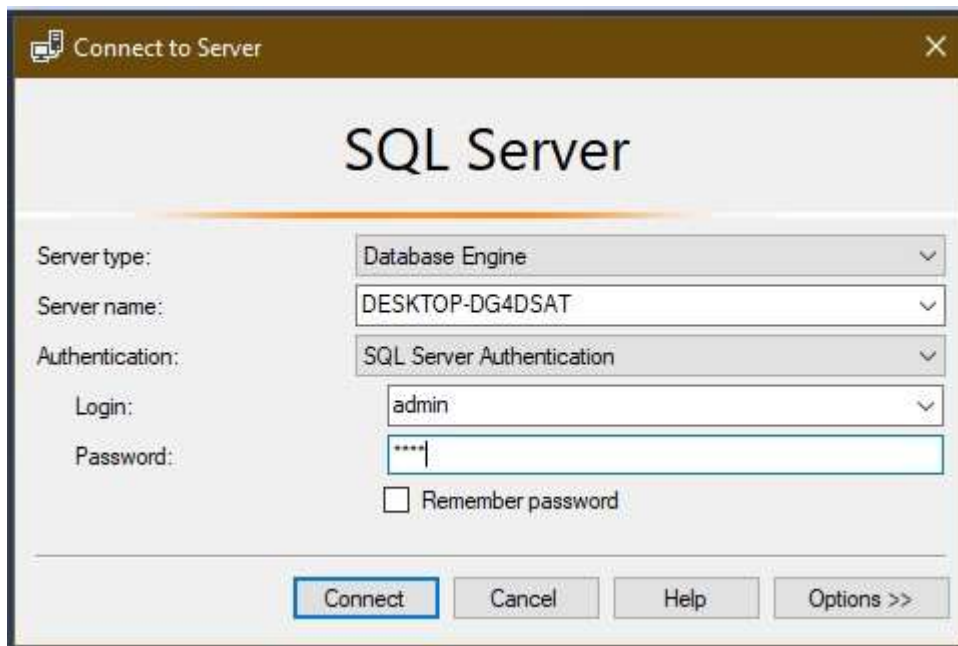 Connect to Server
SQL Server
Server type: Database Engine
Server name: DESKTOP-DG4DSAT
Authentication: SQL Server Authentication
Login: admin
Password: ****
Remember password
Connect Cancel Help Options >>